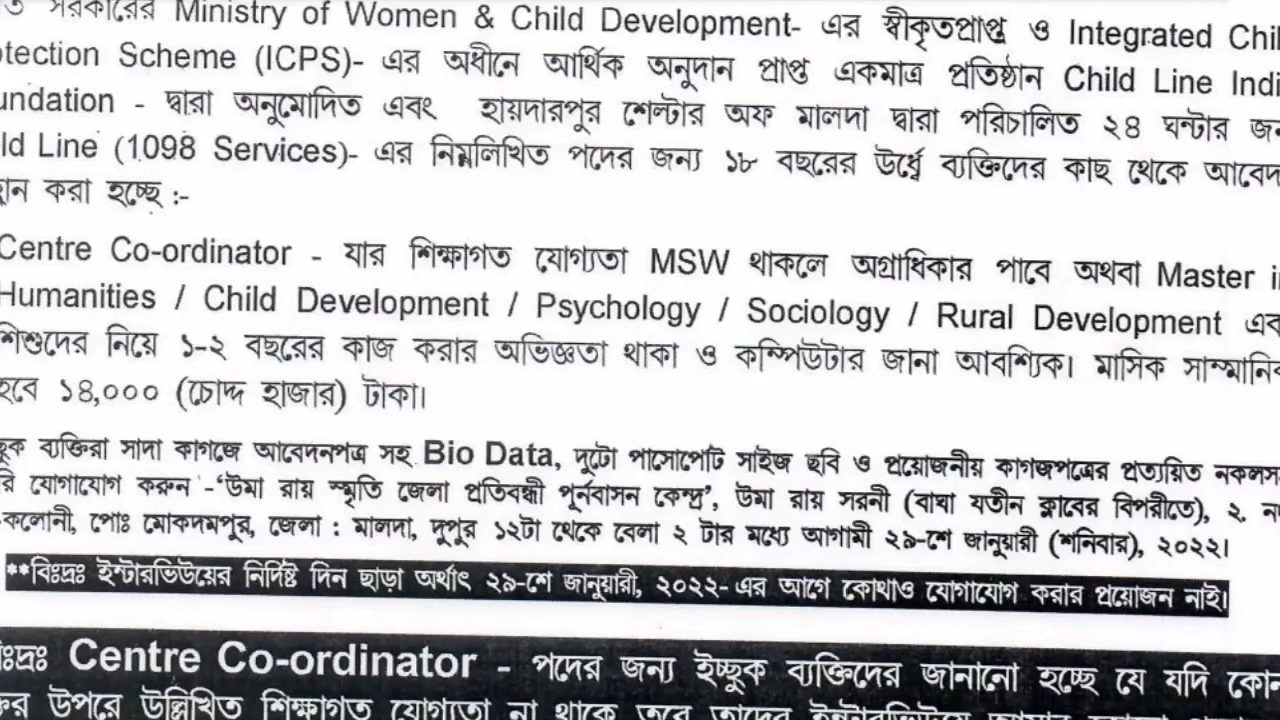 সরকারের Ministry of Women & Child Development- এর স্বীকৃতপ্রাপ্ত ও Integrated Chil
tection Scheme (ICPS)- এর অধীনে আর্থিক অনুদান প্রাপ্ত একমাত্র প্রতিষ্ঠান Child Line Indi
undation - দ্বারা অনুমোদিত এবং হায়দারপুর শেল্টার অফ মালদা দ্বারা পরিচালিত ২৪ ঘন্টার জন
ld Line (1098 Services)- এর নিম্নলিখিত পদের জন্য ১৮ বছরের উর্ধ্বে ব্যক্তিদের কাছ থেকে আবেদ
ান করা হচ্ছে :-
Centre Co-ordinator - যার শিক্ষাগত যোগ্যতা MSW থাকলে অগ্রাধিকার পাবে অথবা Master in
Humanities / Child Development / Psychology / Sociology / Rural Development এব
শিশুদের নিয়ে ১-২ বছরের কাজ করার অভিজ্ঞতা থাকা ও কম্পিউটার জানা আবশ্যিক। মাসিক সাম্মানিক
হবে ১৪,০০০ (চোদ্দ হাজার) টাকা।
ছুক ব্যক্তিরা সাদা কাগজে আবেদনপত্র সহ Bio Data, দুটো পাসোপোর্ট সাইজ ছবি ও প্রয়োজনীয় কাগজপত্রের প্রত্যয়িত নকলস
রি যোগাযোগ করুন -‘উমা রায় স্মৃতি জেলা প্রতিবন্ধী পূর্নবাসন কেন্দ্র’, উমা রায় সরনী (বাঘা যতীন ক্লাবের বিপরীতে), ২ ন
কলোনী, পোঃ মোকদমপুর, জেলা : মালদা, দুপুর ১২টা থেকে বেলা ২ টার মধ্যে আগামী ২৯-শে জানুয়ারী (শনিবার), ২০২২।
**বিঃদ্রঃ ইন্টারভিউয়ের নির্দিষ্ট দিন ছাড়া অর্থাৎ ২৯-শে জানুয়ারী, ২০২২- এর আগে কোথাও যোগাযোগ করার প্রয়োজন নাই।
িঃদ্রঃ Centre Co-ordinator - পদের জন্য ইচ্ছুক ব্যক্তিদের জানানো হচ্ছে যে যদি কোন
উপরে উল্লিখিত শিক্ষাগত যোগ্যতা না থাকে তবে তাদের